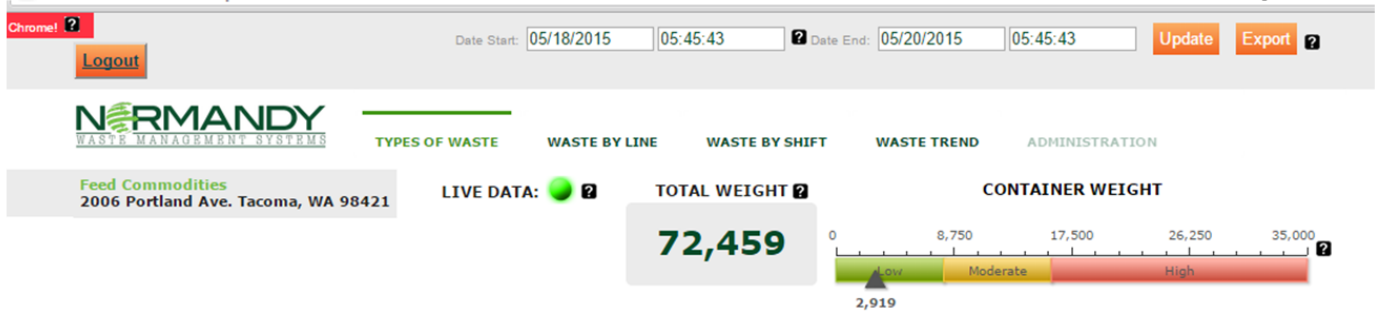 Chrome! ?
Logout
Date Start: 05/18/2015 05:45:43 ? Date End: 05/20/2015 05:45:43 Update Export ?
NORMANDY
WASTE MANAGEMENT SYSTEMS
TYPES OF WASTE WASTE BY LINE WASTE BY SHIFT WASTE TREND ADMINISTRATION
Feed Commodities
2006 Portland Ave. Tacoma, WA 98421
LIVE DATA: ? TOTAL WEIGHT ? CONTAINER WEIGHT
72,459
0 8,750 17,500 26,250 35,000 ?
Low Moderate High
2,919